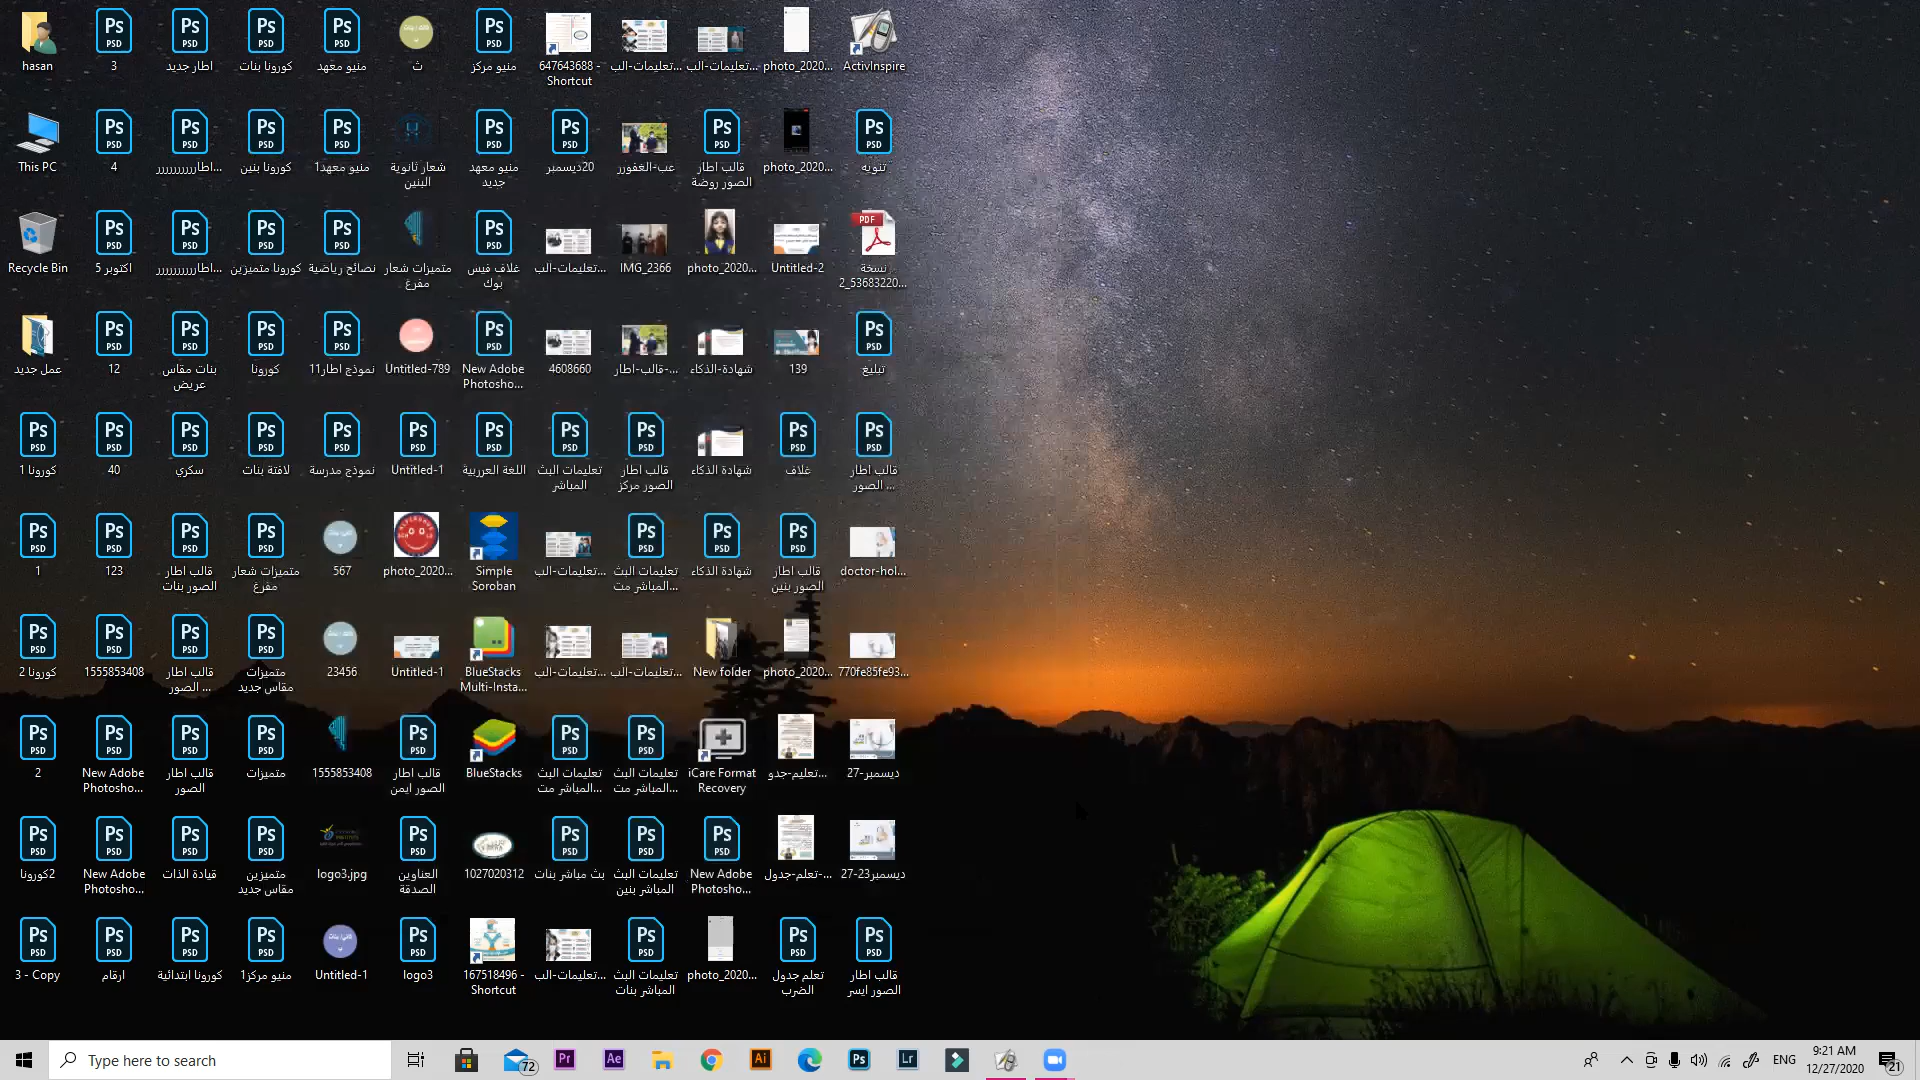 hasan
3
اطار جديد
كورونا بنات
منيو معهد
ث
منيو مركز
647643688 -
Shortcut
تعليمات-الب...
تعليمات-الب...
photo_2020...
ActivInspire
This PC
4
اطارررررررررر...
كورونا بنين
منيو معهد1
شعار ثانوية
البنين
منيو معهد
جديد
20ديسمبر
عب-الغفورر
قالب اطار
الصور روضة
photo_2020...
تنويه
Recycle Bin
اكتوبر 5
اطارررررررررر...
كورونا متميزين
نصائح رياضية
متميزات شعار
مفرغ
غلاف فيس
بوك
تعليمات-الب...
IMG_2366
photo_2020...
Untitled-2
نسخة
2_53683220...
عمل جديد
12
بنات مقاس
عريض
كورونا
نموذج اطار11
Untitled-789
New Adobe
Photosho...
4608660
قالب-اطار-...
شهادة-الذكاء
139
تبليغ
كورونا 1
40
سكري
لافتة بنات
نموذج مدرسة
Untitled-1
اللغة العرربية
تعليمات البث
المباشر
قالب اطار
الصور مركز
شهادة الذكاء
غلاف
قالب اطار
الصور ...
1
123
قالب اطار
الصور بنات
متميزات شعار
مفرغ
567
photo_2020...
Simple
Soroban
تعليمات-الب...
تعليمات البث
المباشر مت...
شهادة الذكاء
قالب اطار
الصور بنين
doctor-hol...
كورونا 2
1555853408
قالب اطار
الصور ...
متميزات
مقاس جديد
23456
Untitled-1
BlueStacks
Multi-Insta...
تعليمات-الب...
تعليمات-الب...
New folder
photo_2020...
770fe85fe93...
2
New Adobe
Photosho...
قالب اطار
الصور
متميزات
1555853408
قالب اطار
الصور ايمن
BlueStacks
تعليمات البث
المباشر مت...
تعليمات البث
المباشر مت...
iCare Format
Recovery
تعليم-جدو...
27-ديسمبر
2كورونا
New Adobe
Photosho...
قيادة الذات
متميزين
مقاس جديد
logo3.jpg
العناوين
الصدقة
1027020312
بث مباشر بنات
تعليمات البث
المباشر بنين
New Adobe
Photosho...
تعلم-جدول-...
27-23ديسمبر
3 - Copy
ارقام
كورونا ابتدائية
منيو مركز1
Untitled-1
logo3
167518496 -
Shortcut
تعليمات-الب...
تعليمات البث
المباشر بنات
photo_2020...
تعلم جدول
الضرب
قالب اطار
الصور ايسر
Type here to search
72
Pr
Ae
Ai
Ps
Lr
ENG
9:21 AM
12/27/2020
21